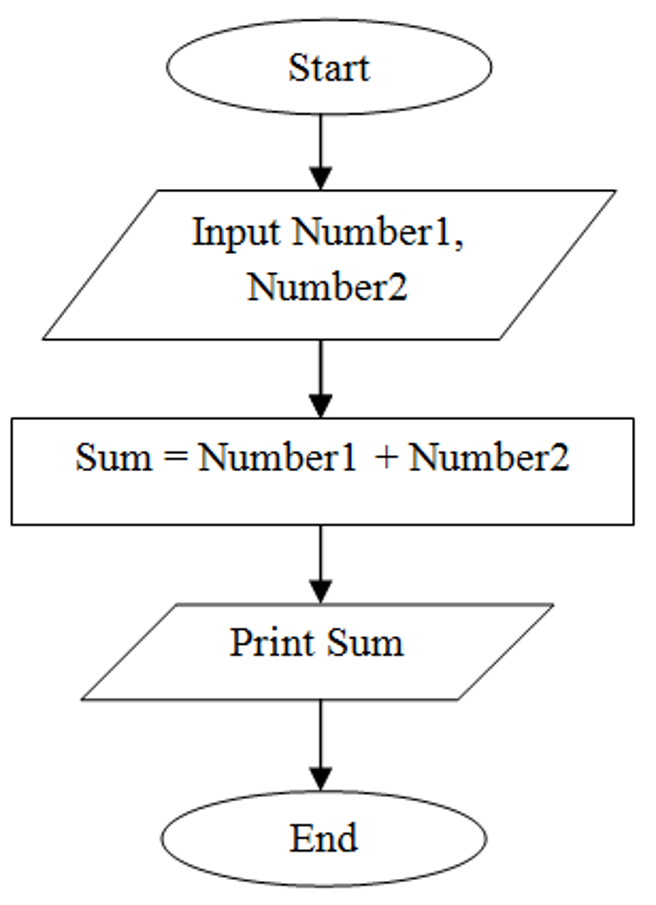 Start
Input Number1,
Number2
Sum = Number1 + Number2
Print Sum
End